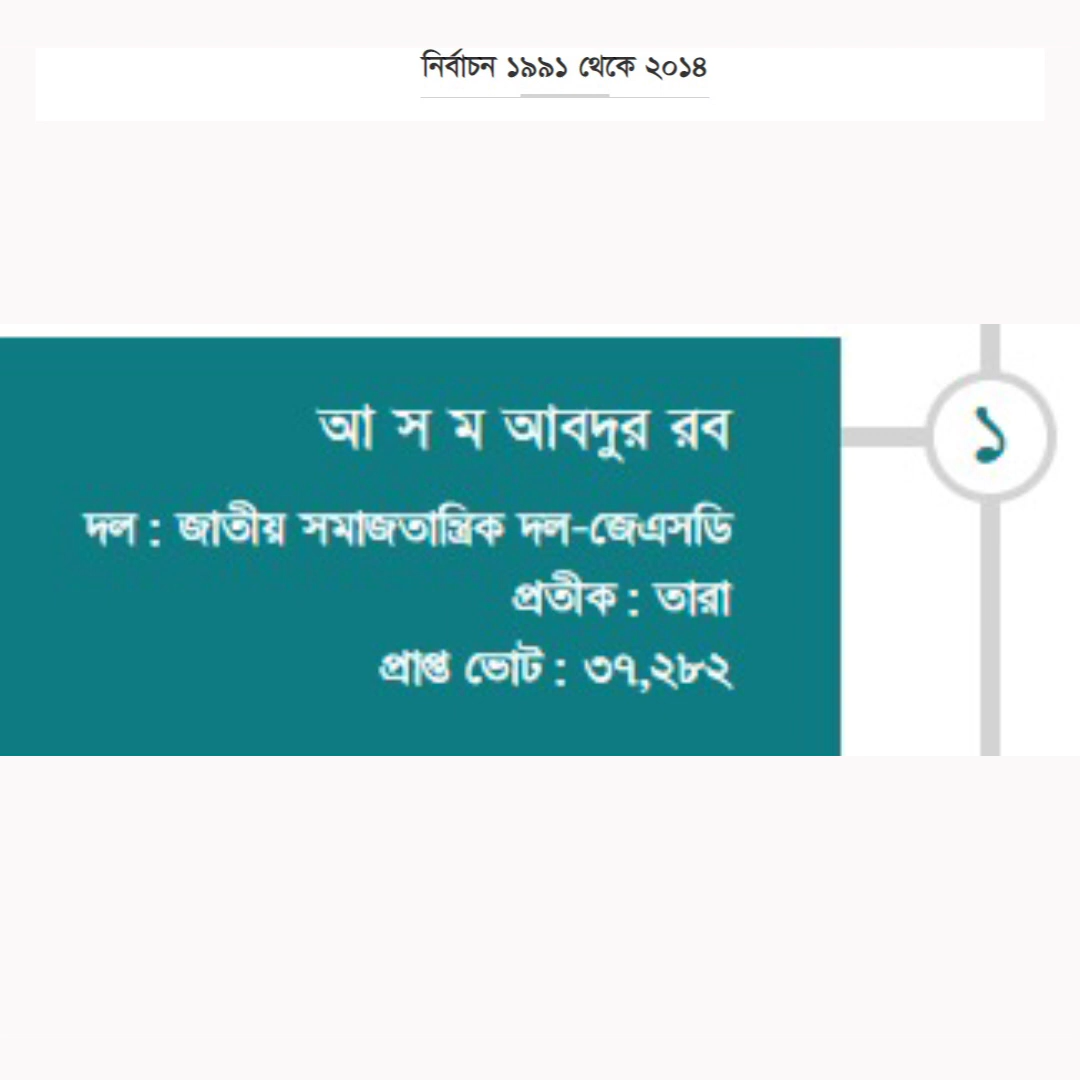 নির্বাচন ১৯৯১ থেকে ২০১৪
আ স ম আবদুর রব
১
দল : জাতীয় সমাজতান্ত্রিক দল-জেএসডি
প্রতীক : তারা
প্রাপ্ত ভোট : ৩৭,২৮২